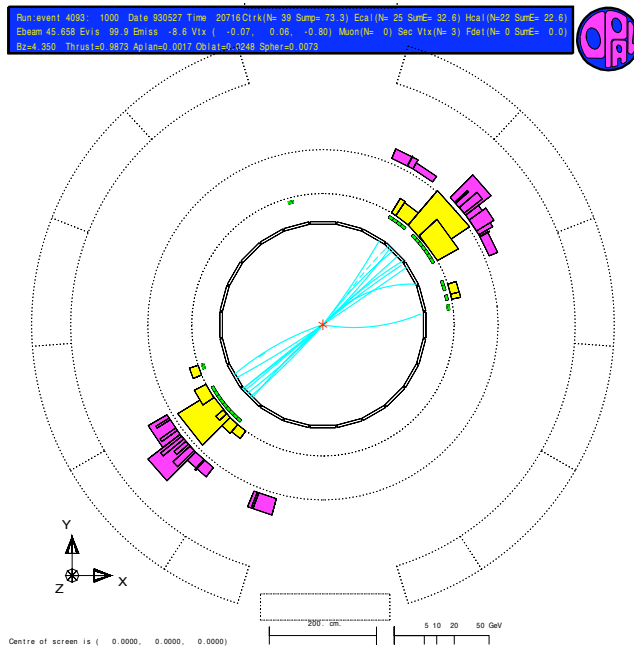 Run:event 4093: 1000 Date 930527 Time 20716 Ctrk(N= 39 Sump= 73.3) Ecal(N= 25 SumE= 32.6) Hcal(N=22 SumE= 22.6)
Ebeam 45.658 Evis 99.9 Emiss -8.6 Vtx ( -0.07, 0.06, -0.80) Muon(N= 0) Sec Vtx(N= 3) Fdet(N= 0 SumE= 0.0)
Bz=4.350 Thrust=0.9873 Aplan=0.0017 Oblat=0.0248 Spher=0.0073
OPAL
Y
X
Z
200. cm.
5 10 20 50 GeV
Centre of screen is ( 0.0000, 0.0000, 0.0000)